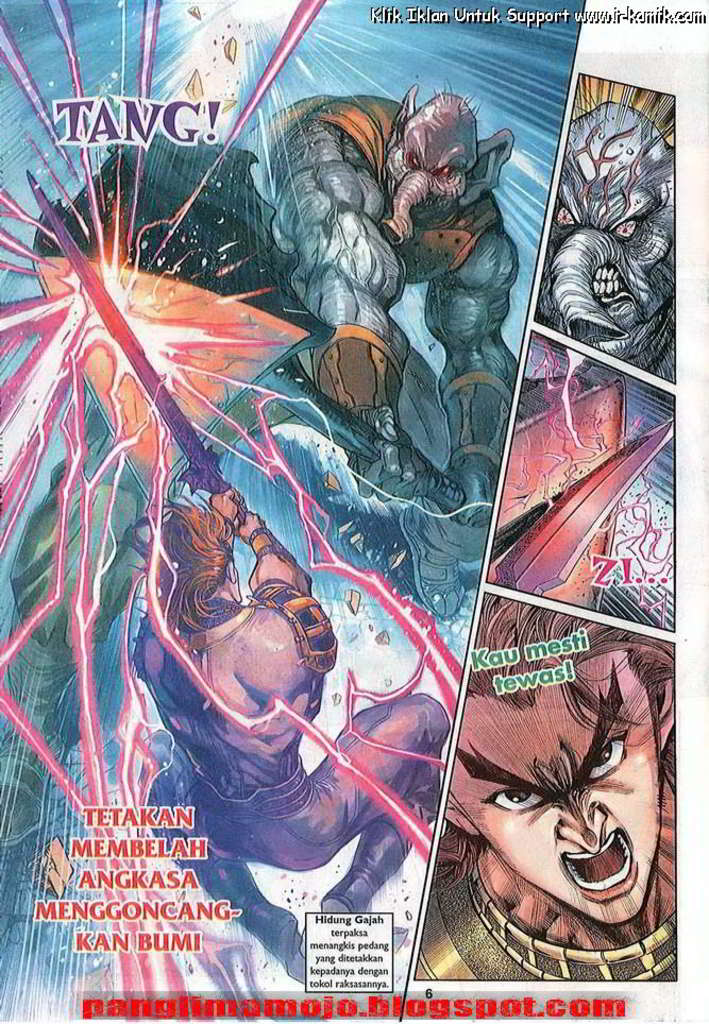 Klik Iklan Untuk Support www.ir-komik.com
TANG!
ZI...
Kau mesti
tewas!
TETAKAN
MEMBELAH
ANGKASA
MENGGONCANG-
KAN BUMI
Hidung Gajah
terpaksa
menangkis pedang
yang ditetakkan
kepadanya dengan
tokol raksasannya.
6
panglimamojo.blogspot.com